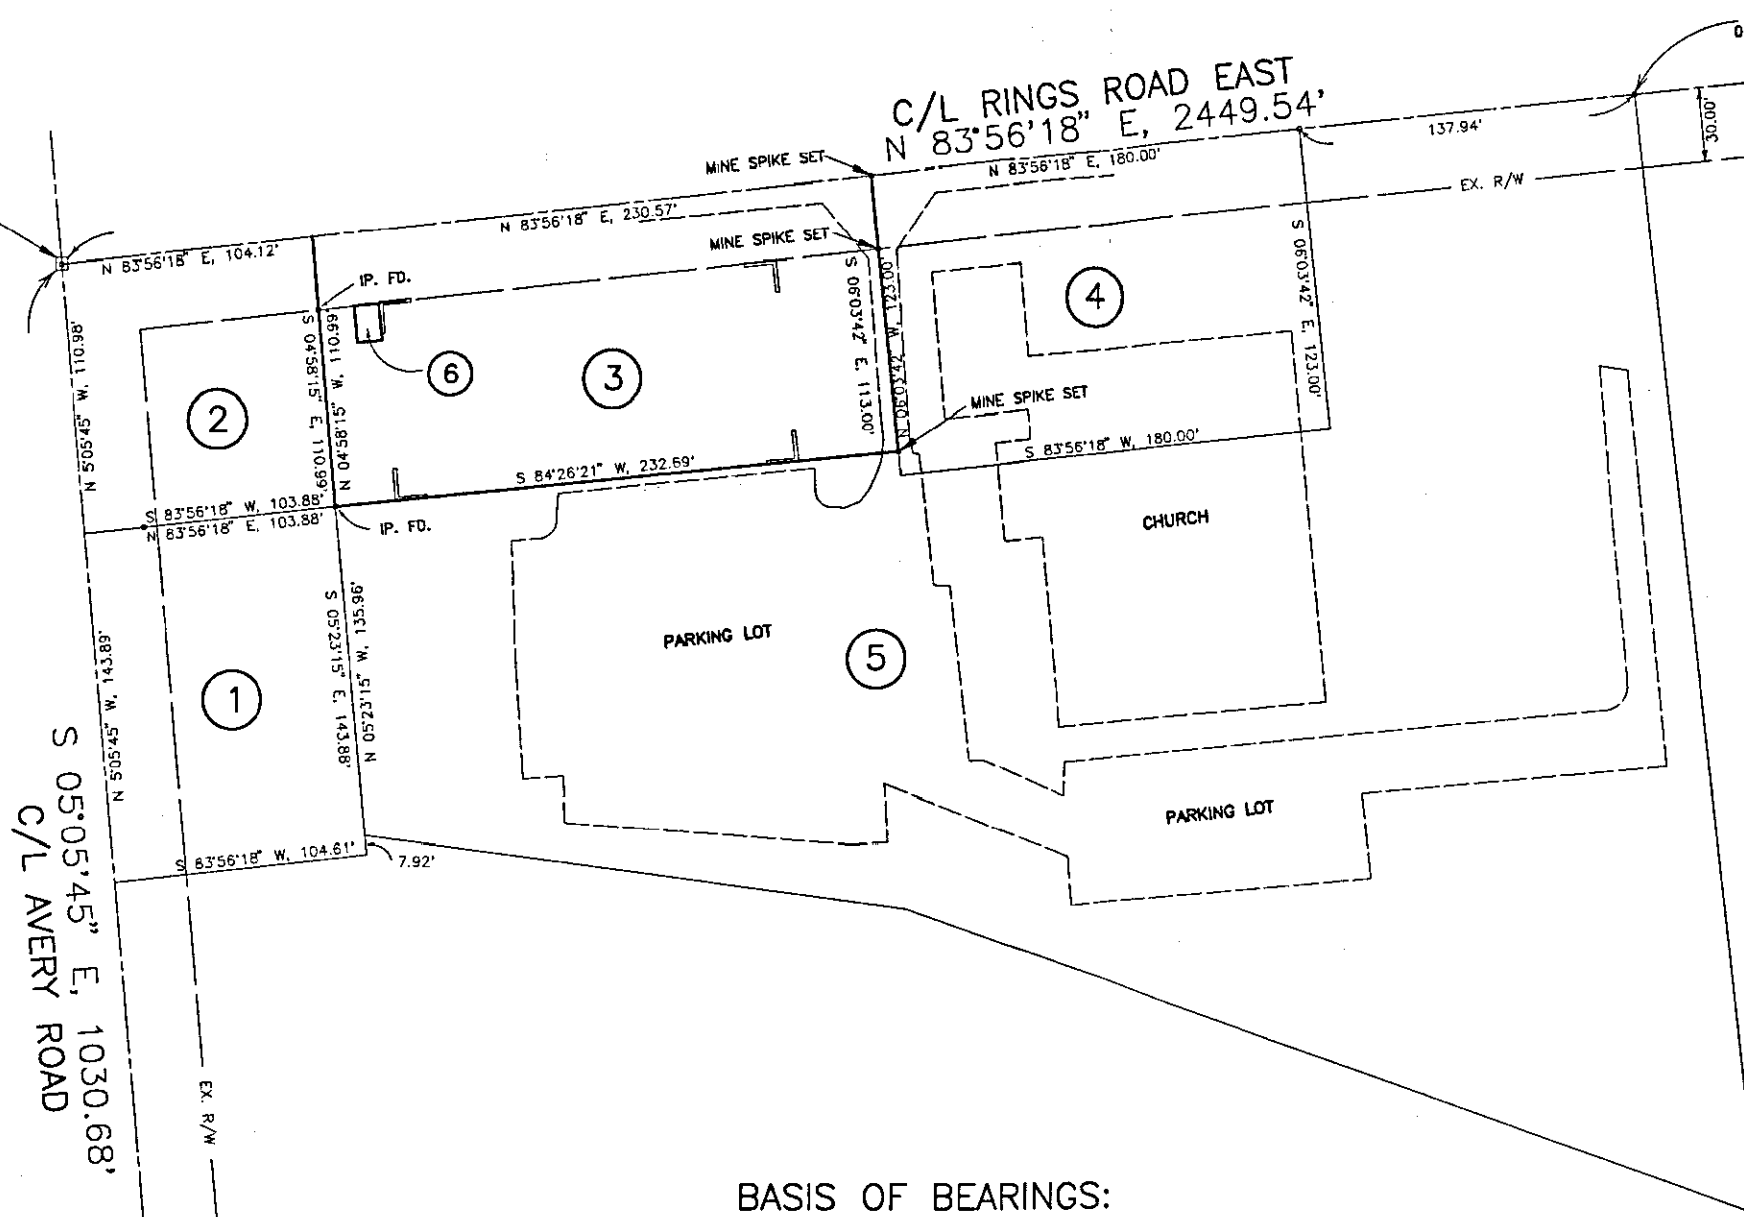 C/L RINGS ROAD EAST
N 83°56'18" E, 2449.54'
137.94'
30.00'
MINE SPIKE SET
N 83°56'18" E, 180.00'
EX. R/W
N 83°56'18" E, 230.57'
MINE SPIKE SET
N 83°56'18" E, 104.12'
IP. FD.
S 06°03'42" E, 123.00'
4
N 06°03'42" W, 123.00'
S 06°03'42" E, 113.00'
N 5°05'45" W, 110.98'
S 04°58'15" E, 110.69'
N 04°58'15" W, 110.69'
6
3
2
MINE SPIKE SET
S 83°56'18" W, 180.00'
S 84°26'21" W, 232.69'
S 83°56'18" W, 103.88'
N 83°56'18" E, 103.88'
IP. FD.
CHURCH
PARKING LOT
5
N 5°05'45" W, 143.89'
S 05°23'15" E, 143.88'
N 05°23'15" W, 135.96'
1
PARKING LOT
S 83°56'18" W, 104.61'
7.92'
S 05°05'45" E, 1030.68'
C/L AVERY ROAD
EX. R/W
BASIS OF BEARINGS: